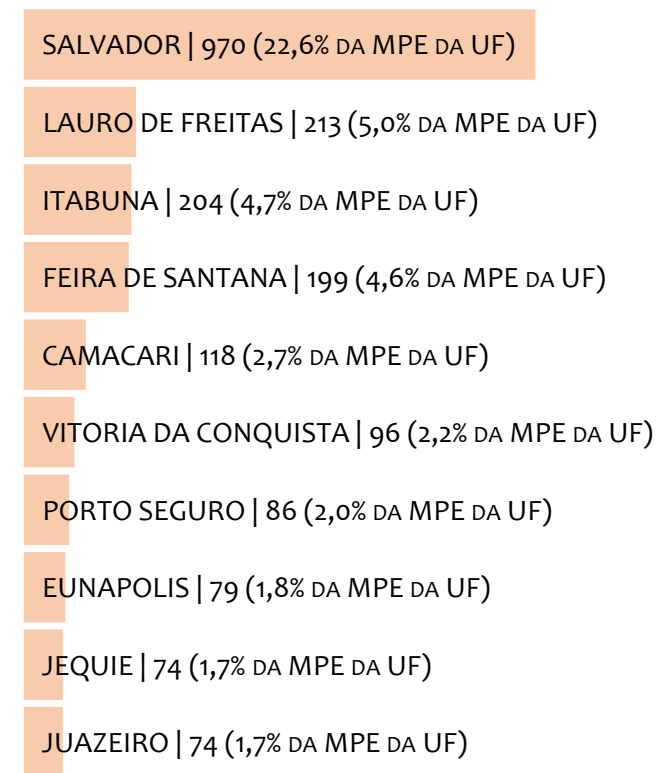 SALVADOR | 970 (22,6% DA MPE DA UF)
LAURO DE FREITAS | 213 (5,0% DA MPE DA UF)
ITABUNA | 204 (4,7% DA MPE DA UF)
FEIRA DE SANTANA | 199 (4,6% DA MPE DA UF)
CAMACARI | 118 (2,7% DA MPE DA UF)
VITORIA DA CONQUISTA | 96 (2,2% DA MPE DA UF)
PORTO SEGURO | 86 (2,0% DA MPE DA UF)
EUNAPOLIS | 79 (1,8% DA MPE DA UF)
JEQUIE | 74 (1,7% DA MPE DA UF)
JUAZEIRO | 74 (1,7% DA MPE DA UF)